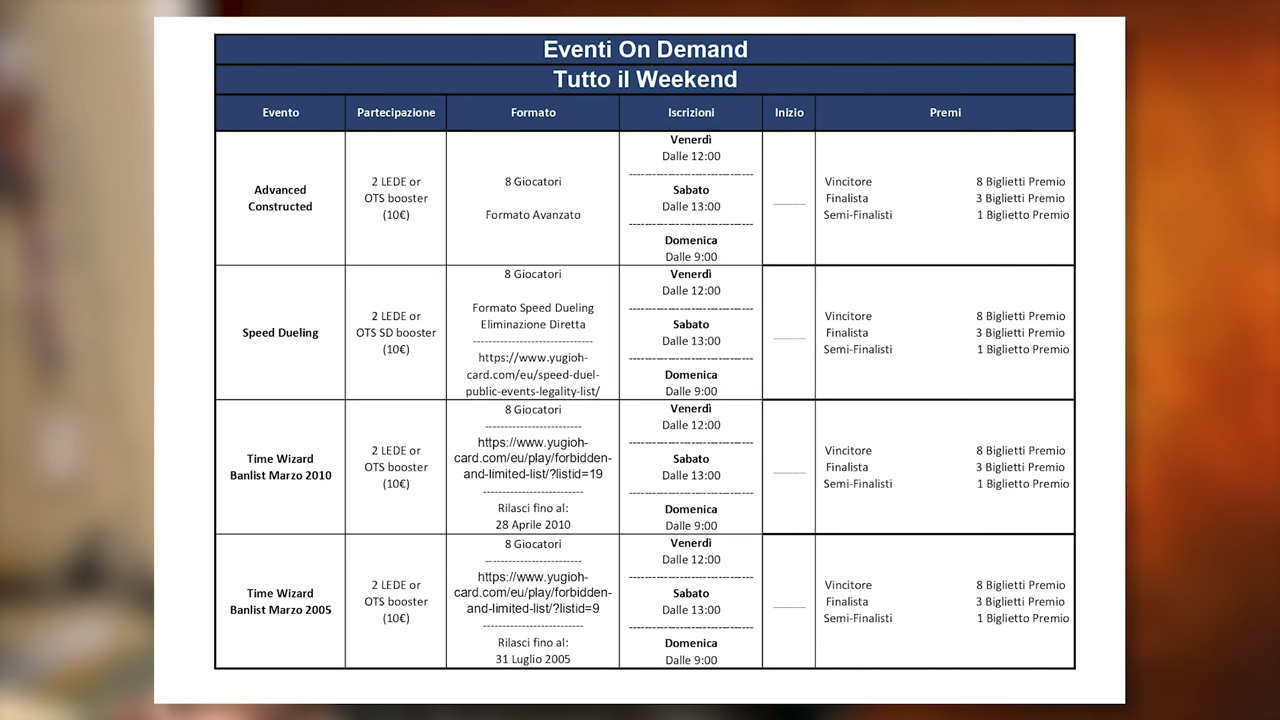 Eventi On Demand
Tutto il Weekend
Evento Partecipazione Formato Iscrizioni Inizio Premi
Advanced
Constructed
2 LEDE or
OTS booster
(10€)
8 Giocatori
Formato Avanzato
Venerdì
Dalle 12:00
----------------------------
Sabato
Dalle 13:00
----------------------------
Domenica
Dalle 9:00
______
Vincitore 8 Biglietti Premio
Finalista 3 Biglietti Premio
Semi-Finalisti 1 Biglietto Premio
Speed Dueling
2 LEDE or
OTS SD booster
(10€)
8 Giocatori
Formato Speed Dueling
Eliminazione Diretta
-----------------------------
https://www.yugioh-
card.com/eu/speed-duel-
public-events-legality-list/
Venerdì
Dalle 12:00
----------------------------
Sabato
Dalle 13:00
----------------------------
Domenica
Dalle 9:00
______
Vincitore 8 Biglietti Premio
Finalista 3 Biglietti Premio
Semi-Finalisti 1 Biglietto Premio
Time Wizard
Banlist Marzo 2010
2 LEDE or
OTS booster
(10€)
8 Giocatori
------------------------
https://www.yugioh-
card.com/eu/play/forbidden-
and-limited-list/?listid=19
------------------------
Rilasci fino al:
28 Aprile 2010
Venerdì
Dalle 12:00
----------------------------
Sabato
Dalle 13:00
----------------------------
Domenica
Dalle 9:00
______
Vincitore 8 Biglietti Premio
Finalista 3 Biglietti Premio
Semi-Finalisti 1 Biglietto Premio
Time Wizard
Banlist Marzo 2005
2 LEDE or
OTS booster
(10€)
8 Giocatori
------------------------
https://www.yugioh-
card.com/eu/play/forbidden-
and-limited-list/?listid=9
------------------------
Rilasci fino al:
31 Luglio 2005
Venerdì
Dalle 12:00
----------------------------
Sabato
Dalle 13:00
----------------------------
Domenica
Dalle 9:00
______
Vincitore 8 Biglietti Premio
Finalista 3 Biglietti Premio
Semi-Finalisti 1 Biglietto Premio